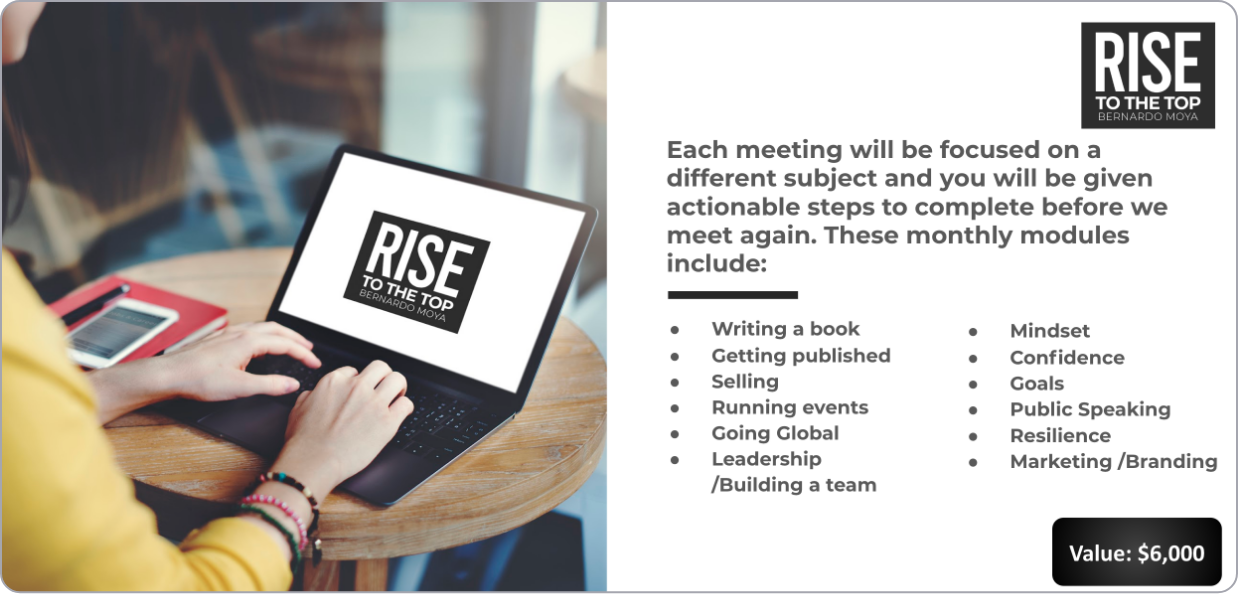 RISE
TO THE TOP
BERNARDO MOYA
RISE
TO THE TOP
BERNARDO MOYA
Each meeting will be focused on a
different subject and you will be given
actionable steps to complete before we
meet again. These monthly modules
include:
● Writing a book
● Getting published
● Selling
● Running events
● Going Global
● Leadership
/Building a team
● Mindset
● Confidence
● Goals
● Public Speaking
● Resilience
● Marketing /Branding
Value: $6,000